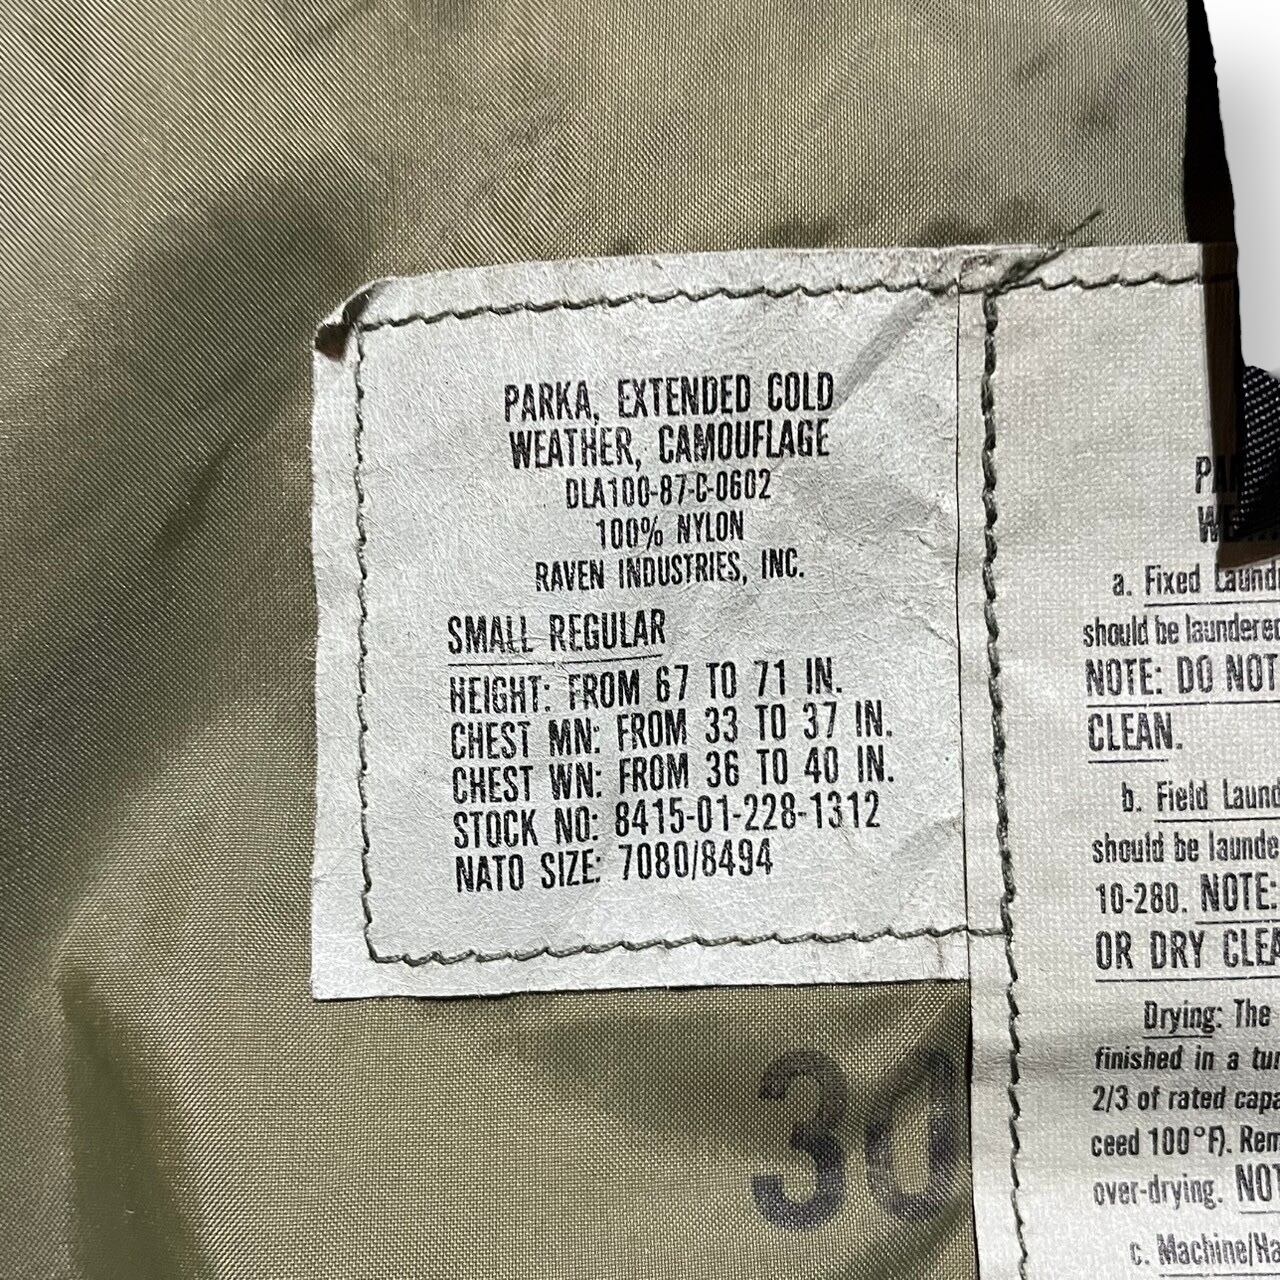 PARKA, EXTENDED COLD
WEATHER, CAMOUFLAGE
DLA100-87-C-0602
100% NYLON
RAVEN INDUSTRIES, INC.
SMALL REGULAR
HEIGHT: FROM 67 TO 71 IN.
CHEST MN: FROM 33 TO 37 IN.
CHEST WN: FROM 36 TO 40 IN.
STOCK NO: 8415-01-228-1312
NATO SIZE: 7080/8494
30
a. Fixed
should be
NOTE: DO NOT
CLEAN.
b. Field
should be
10-280. NOTE:
OR DRY
Drying: The
finished in a
2/3 of rated
ceed 100°F).
over-drying.
c.